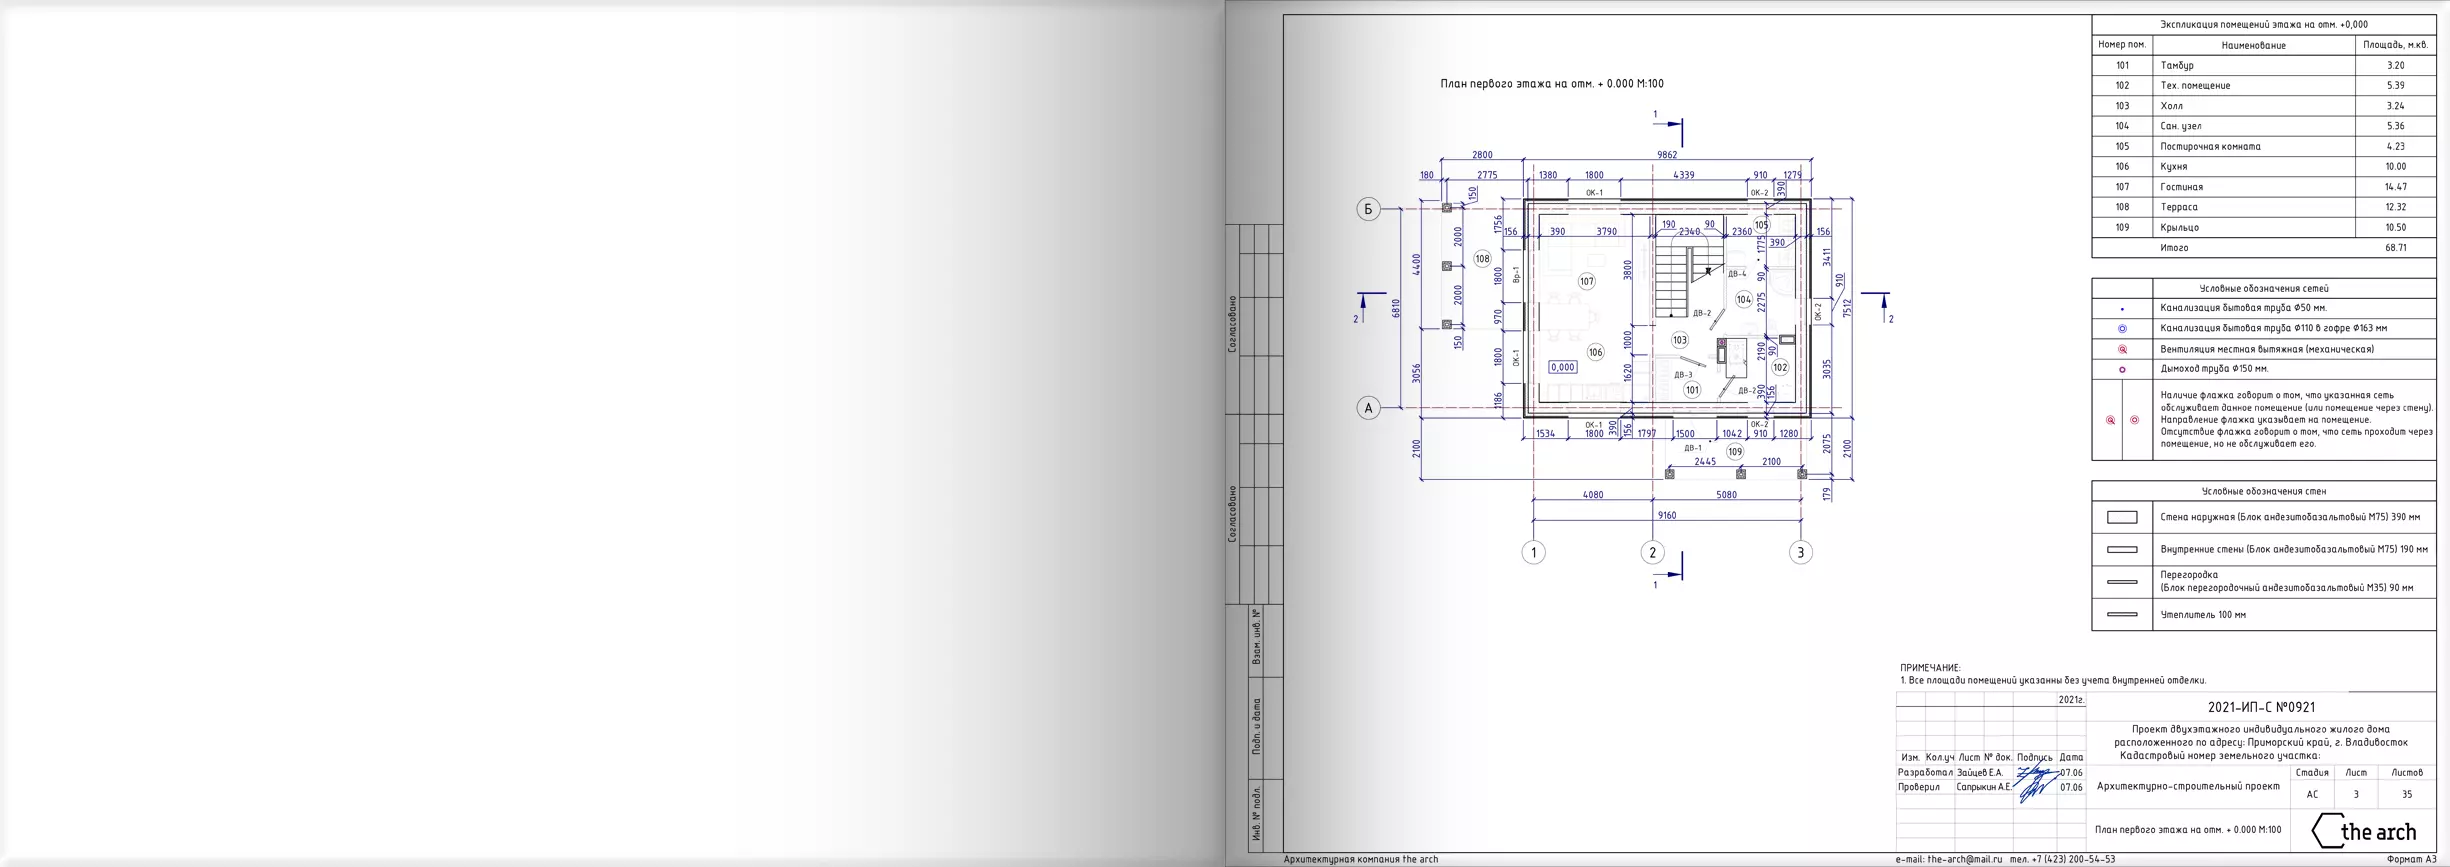 План первого этажа на отм. + 0.000 М:100
1
2800
9862
180
2775
1380
1800
4339
910
1279
ОК-1
ОК-2
390
150
Б
1756
156
390
3790
190
90
2340
2360
105
390
156
2000
108
1775
3411
4400
1800
Вр-1
107
3800
ДВ-4
90
910
6810
2000
104
2275
ОК-2
7512
2
970
ДВ-2
2
150
103
1000
2190
90
1800
ОК-1
106
0,000
3056
1620
ДВ-3
102
3035
1186
101
ДВ-2
390
156
А
ОК-1
390
156
ОК-2
1534
1800
1797
1500
1042
910
1280
2100
ДВ-1
109
2075
2100
2445
2100
179
4080
5080
9160
1
2
3
1
Экспликация помещений этажа на отм. +0,000
Номер пом.
Наименование
Площадь, м.кв.
101
Тамбур
3.20
102
Тех. помещение
5.39
103
Холл
3.24
104
Сан. узел
5.36
105
Постирочная комната
4.23
106
Кухня
10.00
107
Гостиная
14.47
108
Терраса
12.32
109
Крыльцо
10.50
Итого
68.71
Условные обозначения сетей
Канализация бытовая труба Ф50 мм.
Канализация бытовая труба Ф110 в гофре Ф163 мм
Вентиляция местная вытяжная (механическая)
Дымоход труба Ф150 мм.
Наличие флажка говорит о том, что указанная сеть
обслуживает данное помещение (или помещение через стену).
Направление флажка указывает на помещение.
Отсутствие флажка говорит о том, что сеть проходит через
помещение, но не обслуживает его.
Условные обозначения стен
Стена наружная (Блок андезитобазальтовый М75) 390 мм
Внутренние стены (Блок андезитобазальтовый М75) 190 мм
Перегородка
(Блок перегородочный андезитобазальтовый М35) 90 мм
Утеплитель 100 мм
ПРИМЕЧАНИЕ:
1. Все площади помещений указанны без учета внутренней отделки.
2021г.
2021-ИП-С №0921
Проект двухэтажного индивидуального жилого дома
расположенного по адресу: Приморский край, г. Владивосток
Кадастровый номер земельного участка:
Изм.
Кол.уч
Лист
№ док.
Подпись
Дата
Разработал
Зайцев Е.А.
07.06
Проверил
Сапрыкин А.Е.
07.06
Архитектурно-строительный проект
Стадия
Лист
Листов
АС
3
35
План первого этажа на отм. + 0.000 М:100
the arch
Согласовано
Согласовано
Взам. инв. №
Подп. и дата
Инв. № подл.
Архитектурная компания the arch
e-mail: the-arch@mail.ru тел. +7 (423) 200-54-53
Формат А3